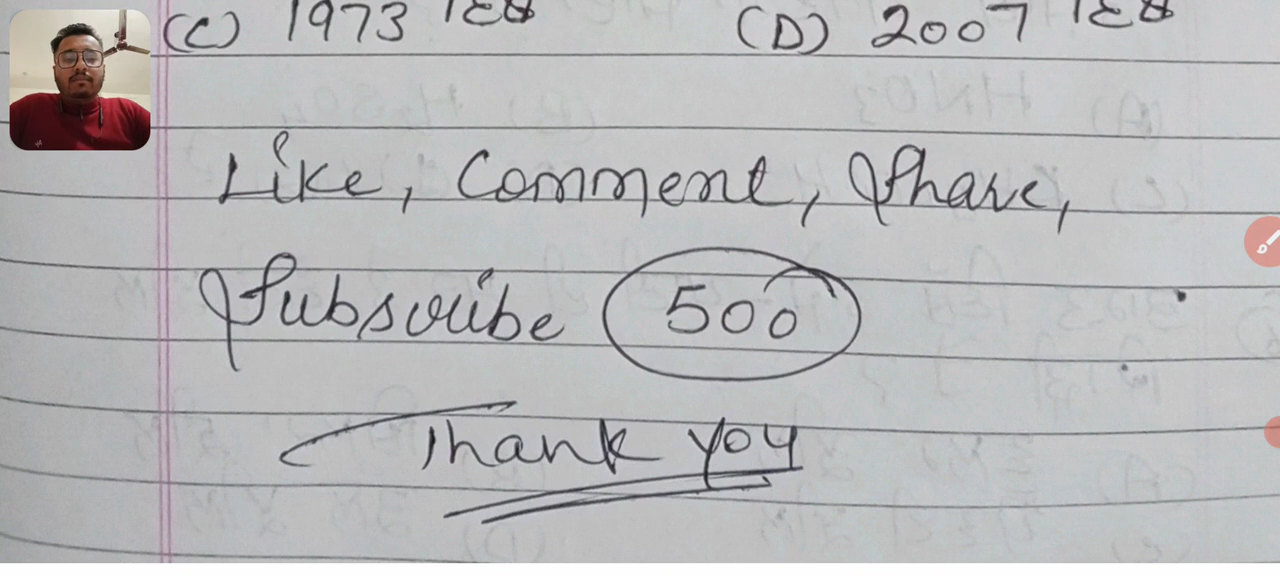 (C) 1973 (D) 2007
Like, Comment, Share,
Subscribe 500
Thank you